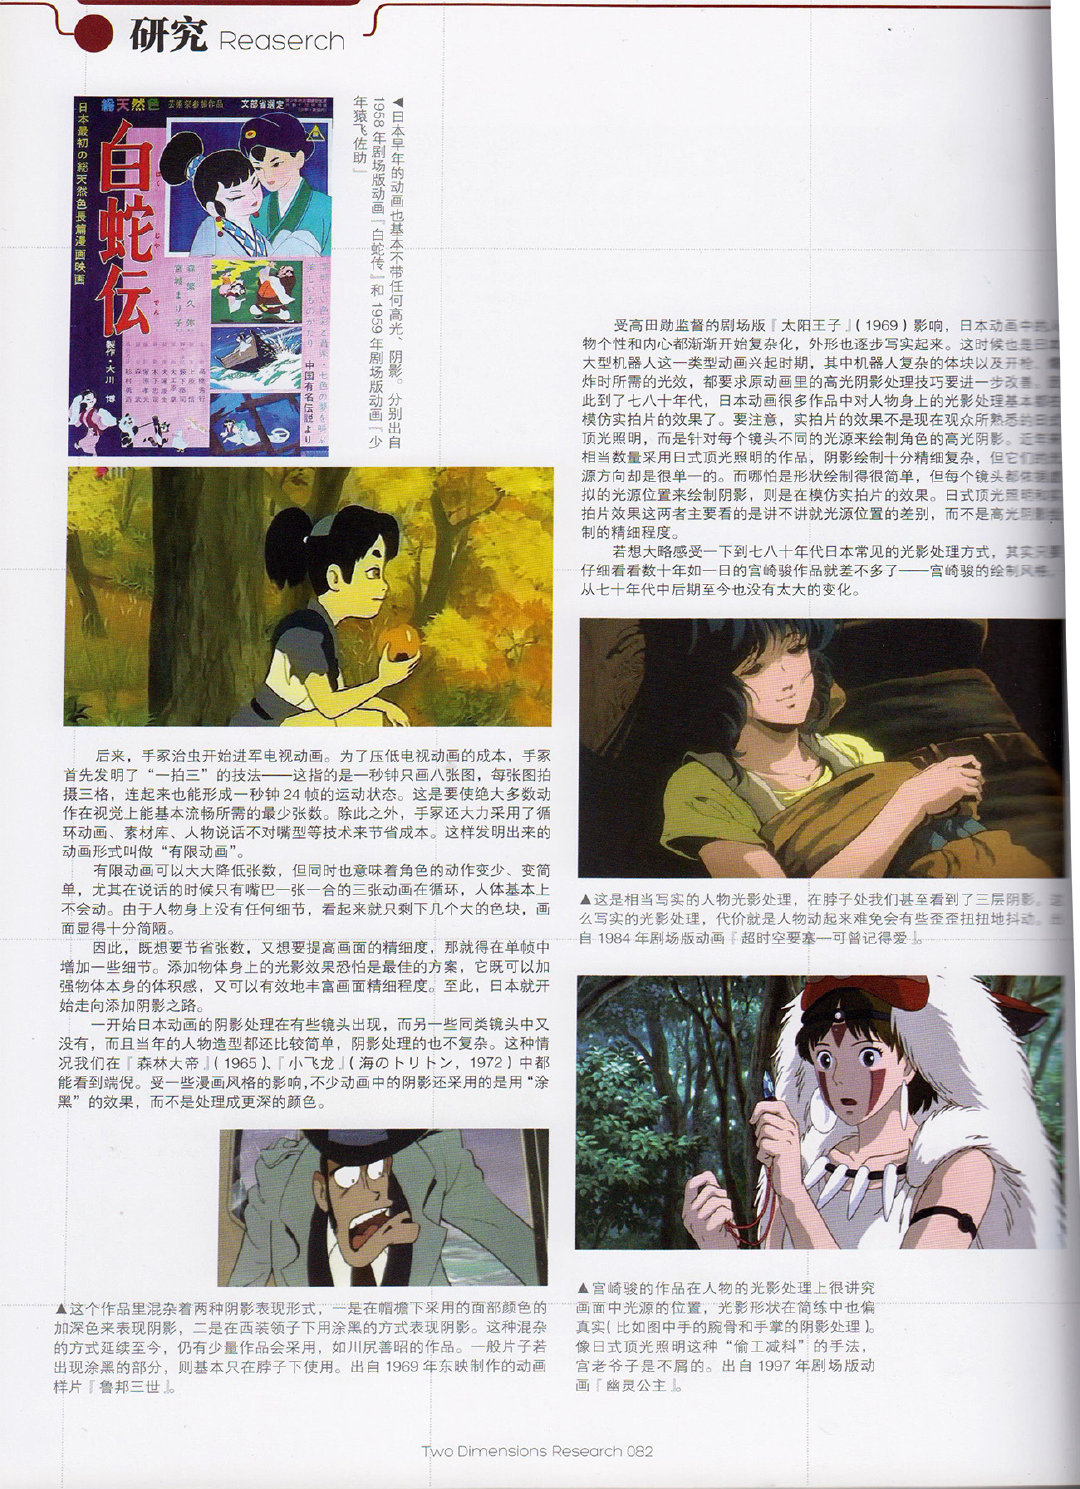 研究 Reaserch
総天然色 芸術祭参加作品 文部省選定
日本最初の総天然色長篇漫画映画
白蛇伝
はくじゃでん
森繁久弥
宮城まり子
製作・大川 博
中国有名伝説より
◀日本早年的动画也基本不带任何高光、阴影。分别出自
1958年剧场版动画『白蛇传』和1959年剧场版动画『少
年猿飞佐助』
后来，手冢治虫开始进军电视动画。为了压低电视动画的成本，手冢
首先发明了“一拍三”的技法——这指的是一秒钟只画八张图，每张图拍
摄三格，连起来也能形成一秒钟 24 帧的运动状态。这是要使绝大多数动
作在视觉上能基本流畅所需的最少张数。除此之外，手冢还大力采用了循
环动画、素材库、人物说话不对嘴型等技术来节省成本。这样发明出来的
动画形式叫做“有限动画”。
有限动画可以大大降低张数，但同时也意味着角色的动作变少、变简
单，尤其在说话的时候只有嘴巴一张一合的三张动画在循环，人体基本上
不会动。由于人物身上没有任何细节，看起来就只剩下几个大的色块，画
面显得十分简陋。
因此，既想要节省张数，又想要提高画面的精细度，那就得在单帧中
增加一些细节。添加物体身上的光影效果恐怕是最佳的方案，它既可以加
强物体本身的体积感，又可以有效地丰富画面精细程度。至此，日本就开
始走向添加阴影之路。
一开始日本动画的阴影处理在有些镜头出现，而另一些同类镜头中又
没有，而且当年的人物造型都还比较简单，阴影处理的也不复杂。这种情
况我们在『森林大帝』（1965）、『小飞龙』（海のトリトン，1972）中都
能看到端倪。受一些漫画风格的影响，不少动画中的阴影还采用的是用“涂
黑”的效果，而不是处理成更深的颜色。
▲这个作品里混杂着两种阴影表现形式，一是在帽檐下采用的面部颜色的
加深色来表现阴影，二是在西装领子下用涂黑的方式表现阴影。这种混杂
的方式延续至今，仍有少量作品会采用，如川尻善昭的作品。一般片子若
出现涂黑的部分，则基本只在脖子下使用。出自 1969 年东映制作的动画
样片『鲁邦三世』。
受高田勋监督的剧场版『太阳王子』（1969）影响，日本动画中的
物个性和内心都渐渐开始复杂化，外形也逐步写实起来。这时候也是日本
大型机器人这一类型动画兴起时期，其中机器人复杂的体块以及开枪、
炸时所需的光效，都要求原动画里的高光阴影处理技巧要进一步改善。
此到了七八十年代，日本动画很多作品中对人物身上的光影处理基本都
模仿实拍片的效果了。要注意，实拍片的效果不是现在观众所熟悉的日式
顶光照明，而是针对每个镜头不同的光源来绘制角色的高光阴影。近年来
相当数量采用日式顶光照明的作品，阴影绘制十分精细复杂，但它们的光
源方向却是很单一的。而哪怕是形状绘制得很简单，但每个镜头都依据虚
拟的光源位置来绘制阴影，则是在模仿实拍片的效果。日式顶光照明和实
拍片效果这两者主要看的是讲不讲就光源位置的差别，而不是高光阴影绘
制的精细程度。
若想大略感受一下到七八十年代日本常见的光影处理方式，其实只要
仔细看看数十年如一日的宫崎骏作品就差不多了——宫崎骏的绘制风格，
从七十年代中后期至今也没有太大的变化。
▲这是相当写实的人物光影处理，在脖子处我们甚至看到了三层阴影。这
么写实的光影处理，代价就是人物动起来难免会有些歪歪扭扭地抖动。出
自 1984 年剧场版动画『超时空要塞—可曾记得爱』。
▲宫崎骏的作品在人物的光影处理上很讲究
画面中光源的位置，光影形状在简练中也偏
真实（比如图中手的腕骨和手掌的阴影处理）。
像日式顶光照明这种“偷工减料”的手法，
宫老爷子是不屑的。出自 1997 年剧场版动
画『幽灵公主』。
Two Dimensions Research 082